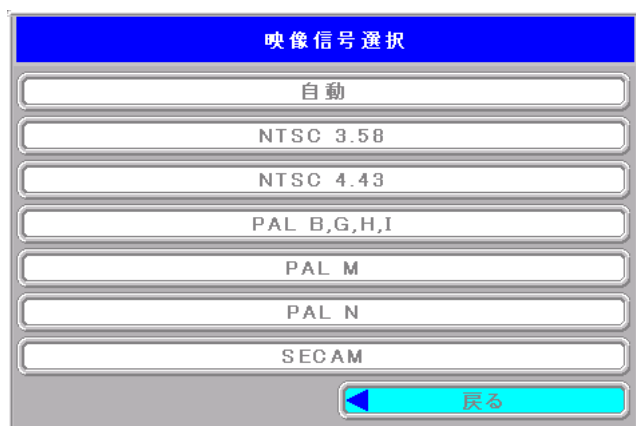 映像信号選択
自動
NTSC 3.58
NTSC 4.43
PAL B,G,H,I
PAL M
PAL N
SECAM
戻る